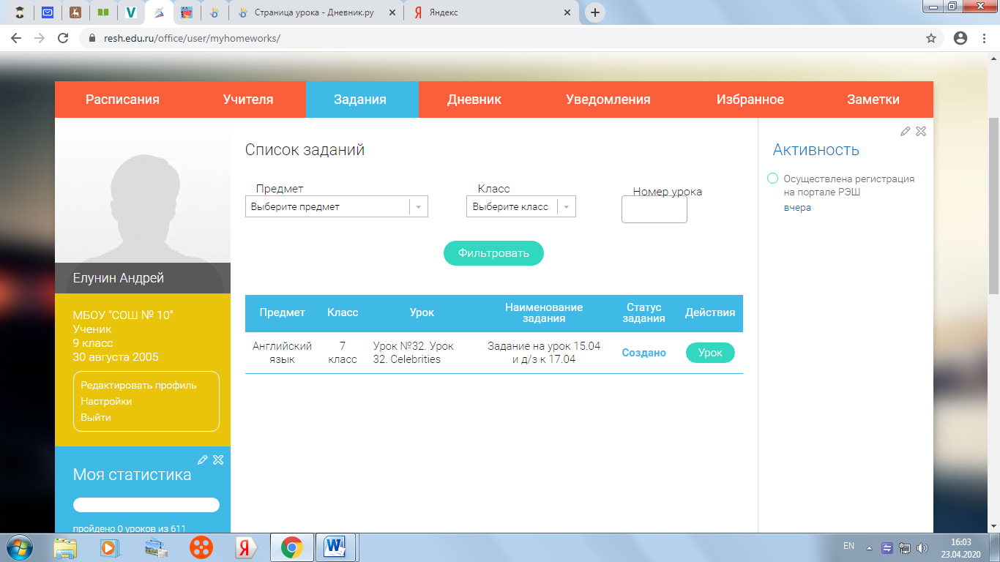 Страница урока - Дневник.ру
Яндекс
resh.edu.ru/office/user/myhomeworks/
Расписания
Учителя
Задания
Дневник
Уведомления
Избранное
Заметки
Елунин Андрей
МБОУ "СОШ № 10"
Ученик
9 класс
30 августа 2005
Редактировать профиль
Настройки
Выйти
Моя статистика
пройдено 0 уроков из 611
Список заданий
Предмет
Выберите предмет
Класс
Выберите класс
Номер урока
Фильтровать
Предмет
Класс
Урок
Наименование
задания
Статус
задания
Действия
Английский
язык
7
класс
Урок №32. Урок
32. Celebrities
Задание на урок 15.04
и д/з к 17.04
Создано
Урок
Активность
Осуществлена регистрация
на портале РЭШ
вчера
EN
16:03
23.04.2020